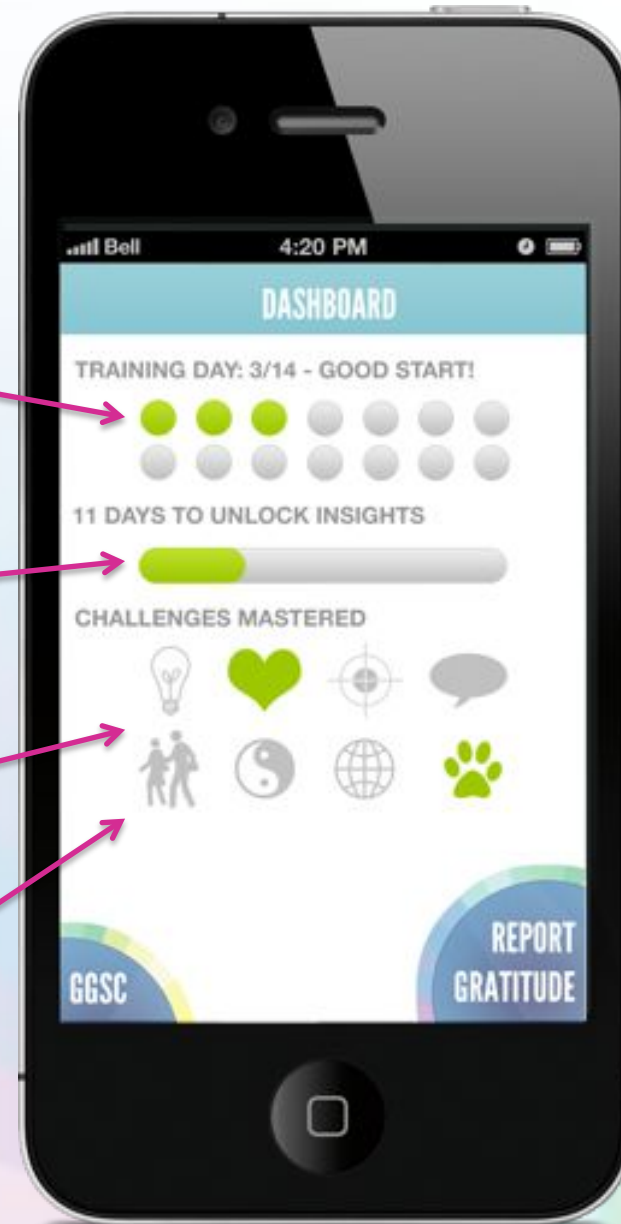 Bell 4:20 PM
DASHBOARD
TRAINING DAY: 3/14 - GOOD START!
11 DAYS TO UNLOCK INSIGHTS
CHALLENGES MASTERED
GGSC
REPORT
GRATITUDE